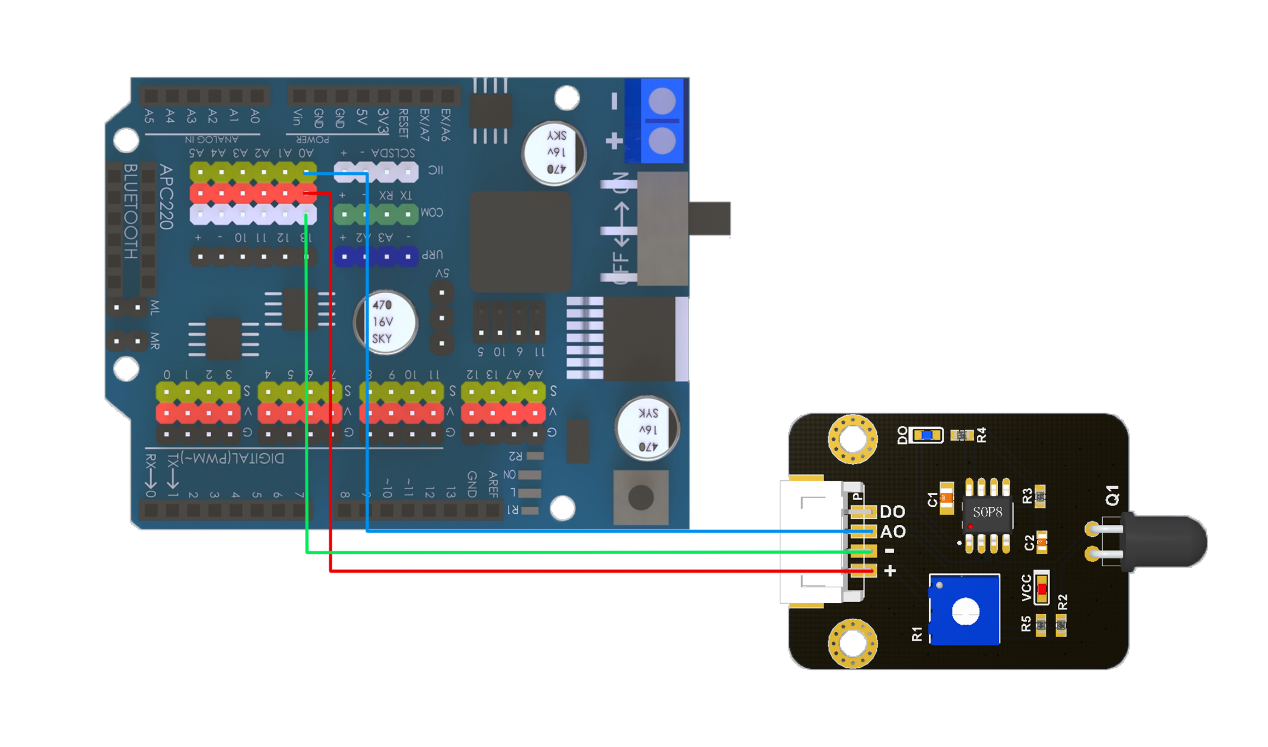 A5 A4 A3 A2 A1 A0
ANALOG IN
Vin GND GND 5V 3V3 RESET EX/A7 EX/A6
POWER
- +
SKY
16v
470
A5 A4 A3 A2 A1 A0
+ - SDA SCL
IIC
BLUETOOTH
APC220
+ - RX TX
COM
ON
OFF
+ - 10 11 12 13
+ A2 A3 -
URP
5V
ML
MR
470
16V
SKY
5 10 6 11
0 1 2 3
4 5 6 7
8 9 10 11
12 13 A7 A6
S S S S
V V V V
G G G G
SYK
16v
470
DIGITAL(PWM~)
RX TX
0 1 2 3 4 5 6 7
8 9 ~10 ~11 12 13 GND AREF
R2
ON
L
R1
DO
R4
P
DO
AO
-
+
C1
SOP8
R3
C2
Q1
VCC
R1
R5
R2